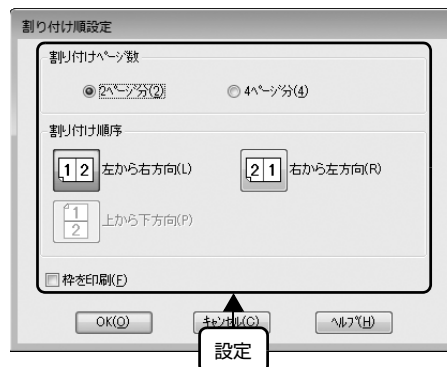 割り付け順設定
割り付けページ数
2ページ分(2)
4ページ分(4)
割り付け順序
1 2 左から右方向(L)
2 1 右から左方向(R)
1
2
上から下方向(P)
枠を印刷(F)
OK(O) キャンセル(C) ヘルプ(H)
設定